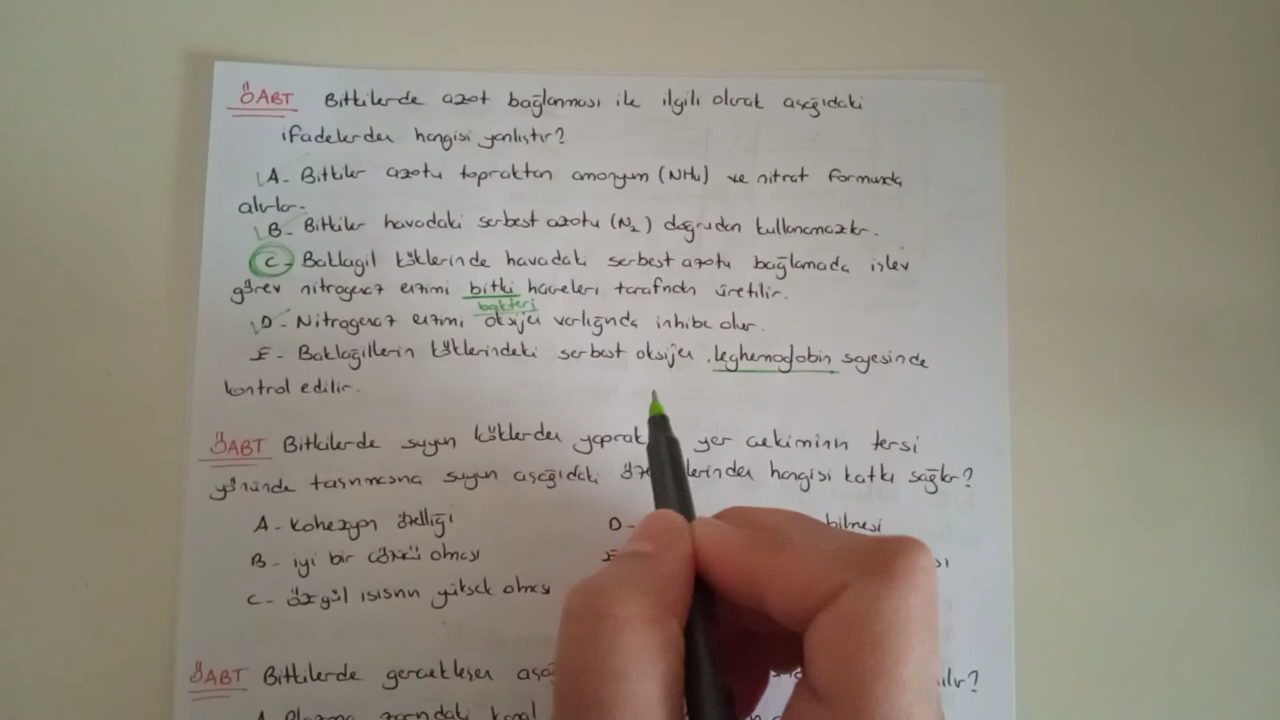 ÖABT Bitkilerde azot bağlanması ile ilgili olarak aşağıdaki
ifadelerden hangisi yanlıştır?
A- Bitkiler azotu topraktan amonyum (NH4) ve nitrat formunda
alırlar.
B- Bitkiler havadaki serbest azotu (N2) doğrudan kullanamazlar.
C- Baklagil köklerinde havadaki serbest azotu bağlamada işlev
gören nitrogenaz enzimi bitki hücreleri tarafından üretilir.
bakteri
D- Nitrogenaz enzimi oksijen varlığında inhibe olur.
E- Baklagillerin köklerindeki serbest oksijen, leghemoglobin sayesinde
kontrol edilir.
ÖABT Bitkilerde suyun köklerden yaprak yer çekiminin tersi
yönünde taşınmasına suyun aşağıdaki hangisi katkı sağlar?
A- Kohezyon özelliği D- bilmesi
B- iyi bir çözücü olması
C- özgül ısısının yüksek olması
ÖABT Bitkilerde gerçekleşen
A-